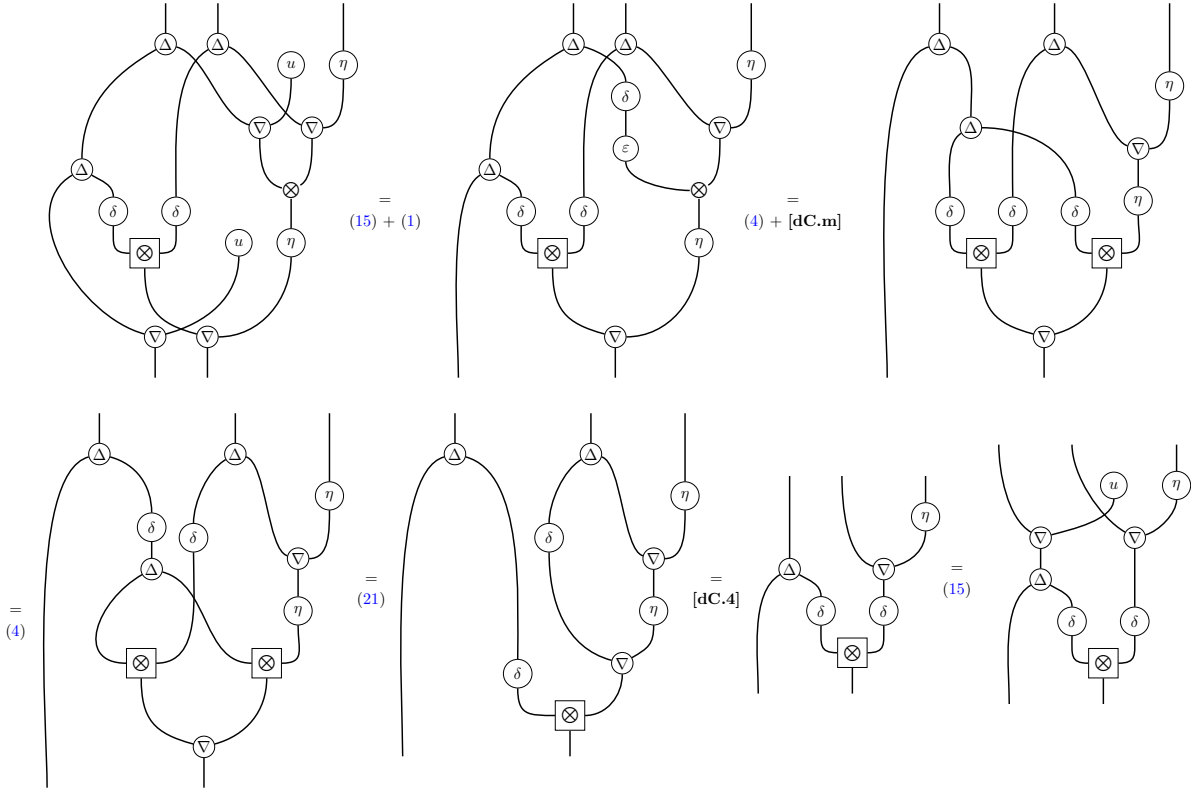 Δ Δ
u η
∇ ∇
Δ
⊗
δ δ
⊗ u η
∇ ∇
=
(15) + (1)
Δ Δ
η
δ
∇
ε
Δ
⊗
δ δ
⊗ η
∇
=
(4) + [dC.m]
Δ Δ
η
Δ
∇
η
δ δ δ
⊗ ⊗
∇
=
(4)
Δ Δ
η
δ δ
∇
Δ
η
⊗ ⊗
∇
=
(21)
Δ Δ
η
δ
∇
η
∇
δ
⊗
=
[dC.4]
η
Δ ∇
δ δ
⊗
=
(15)
u η
∇ ∇
Δ
δ δ
⊗